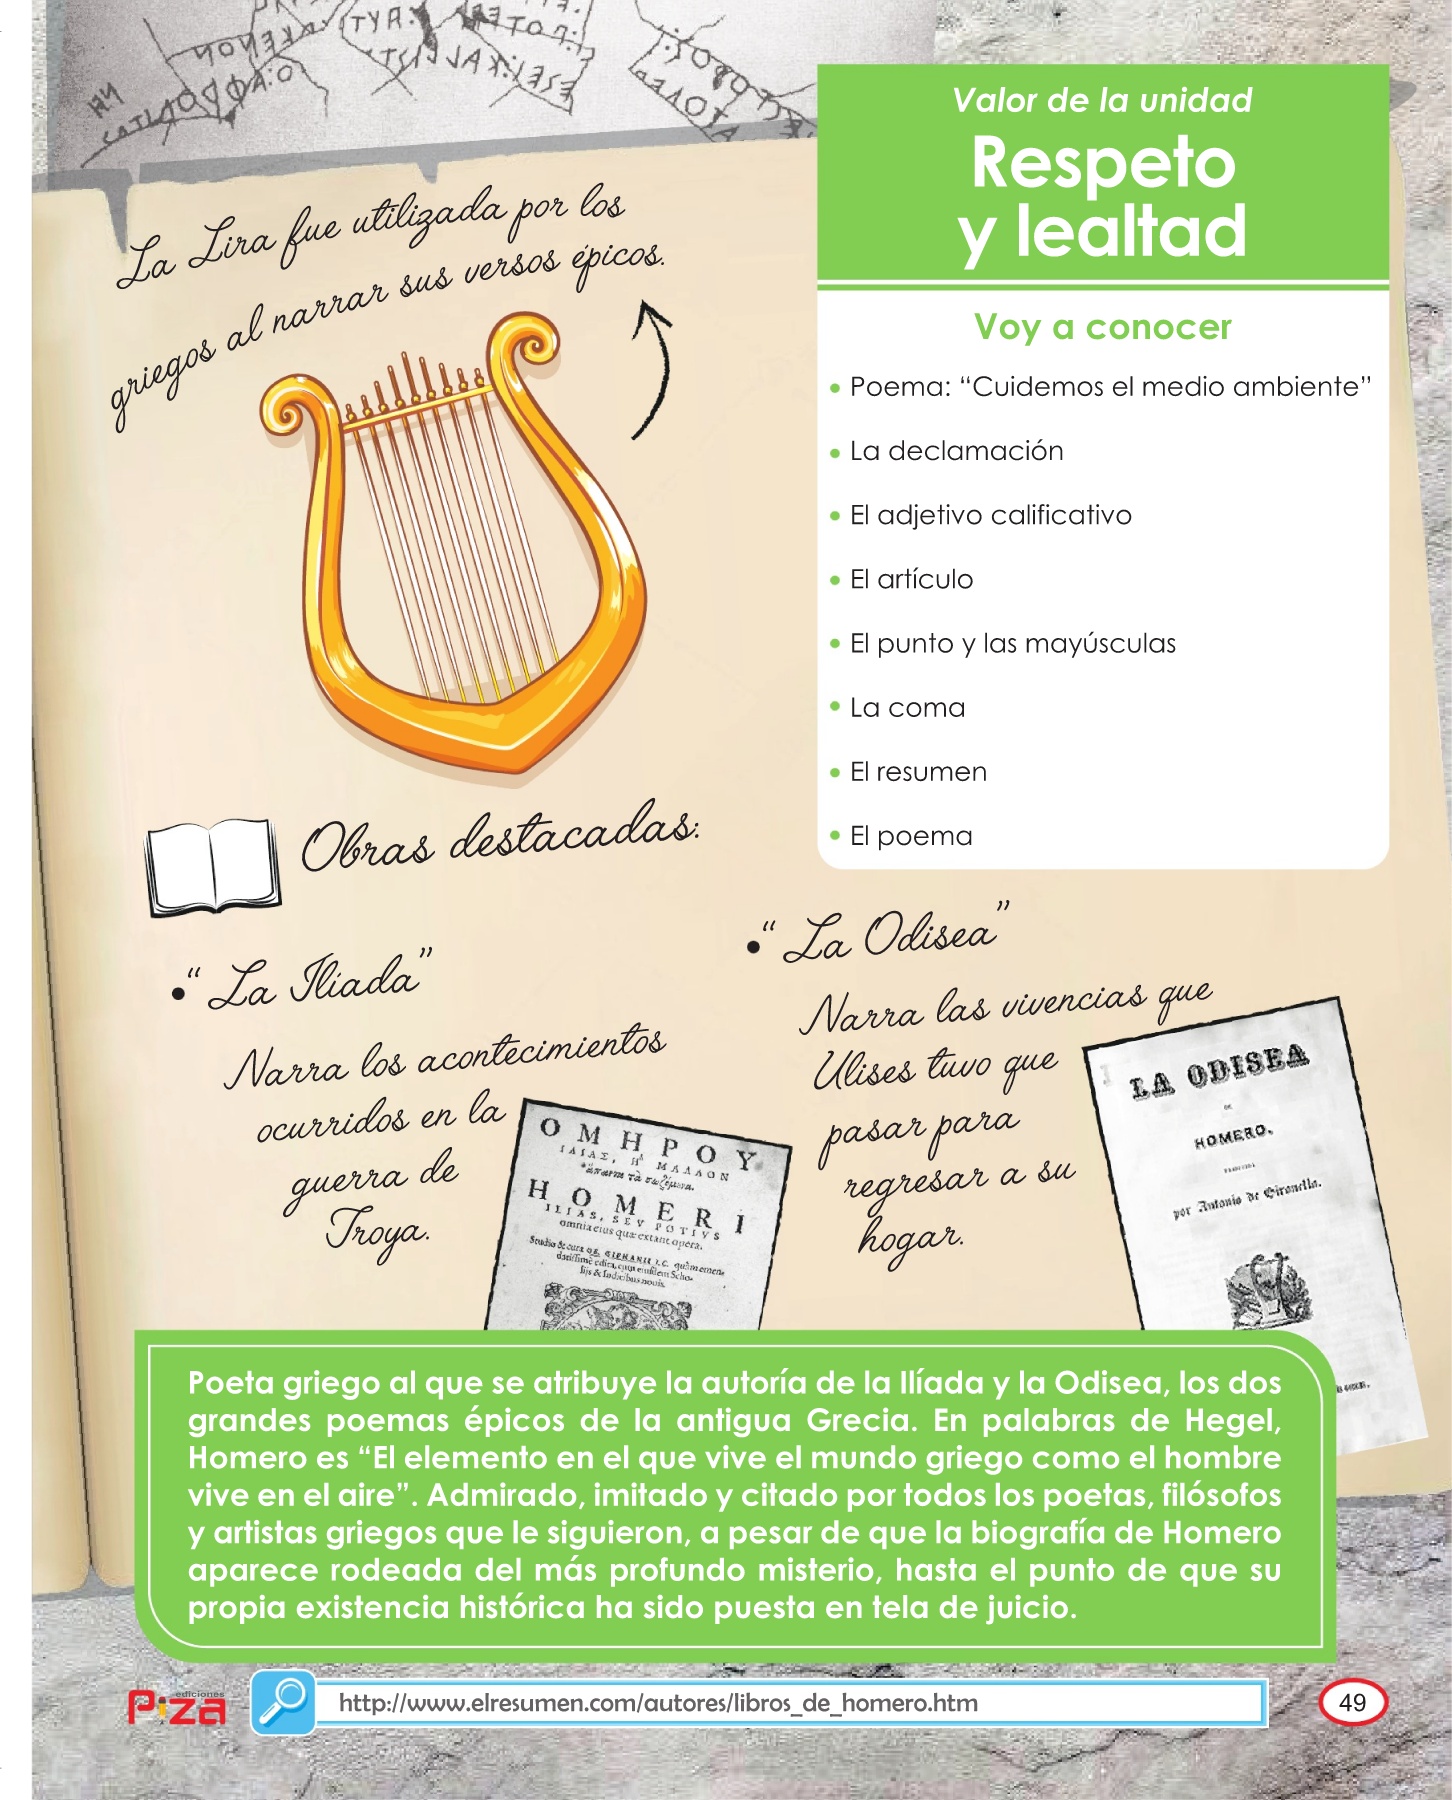 La Lira fue utilizada por los
griegos al narrar sus versos épicos.
Valor de la unidad
Respeto
y lealtad
Voy a conocer
• Poema: “Cuidemos el medio ambiente”
• La declamación
• El adjetivo calificativo
• El artículo
• El punto y las mayúsculas
• La coma
• El resumen
• El poema
Obras destacadas:
• “La Iliada”
Narra los acontecimientos
ocurridos en la
guerra de
Troya.
ΟΜΗΡΟΥ
ΙΛΙΑΣ, Η ΜΑΛΛΟΝ
HOMERI
ILIAS, SEV POTIVS
omnia eius quæ extant opera.
• “La Odisea”
Narra las vivencias que
Ulises tuvo que
pasar para
regresar a su
hogar.
LA ODISEA
DE
HOMERO,
por Antonio de Gironella.
Poeta griego al que se atribuye la autoría de la Ilíada y la Odisea, los dos
grandes poemas épicos de la antigua Grecia. En palabras de Hegel,
Homero es “El elemento en el que vive el mundo griego como el hombre
vive en el aire”. Admirado, imitado y citado por todos los poetas, filósofos
y artistas griegos que le siguieron, a pesar de que la biografía de Homero
aparece rodeada del más profundo misterio, hasta el punto de que su
propia existencia histórica ha sido puesta en tela de juicio.
ediciones
Piza
http://www.elresumen.com/autores/libros_de_homero.htm
49